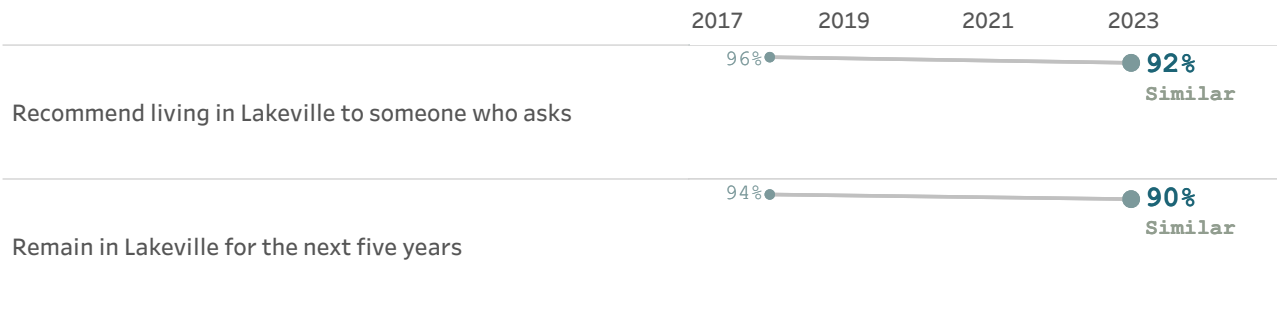 2017 2019 2021 2023
96% 92%
Similar
Recommend living in Lakeville to someone who asks
94% 90%
Similar
Remain in Lakeville for the next five years